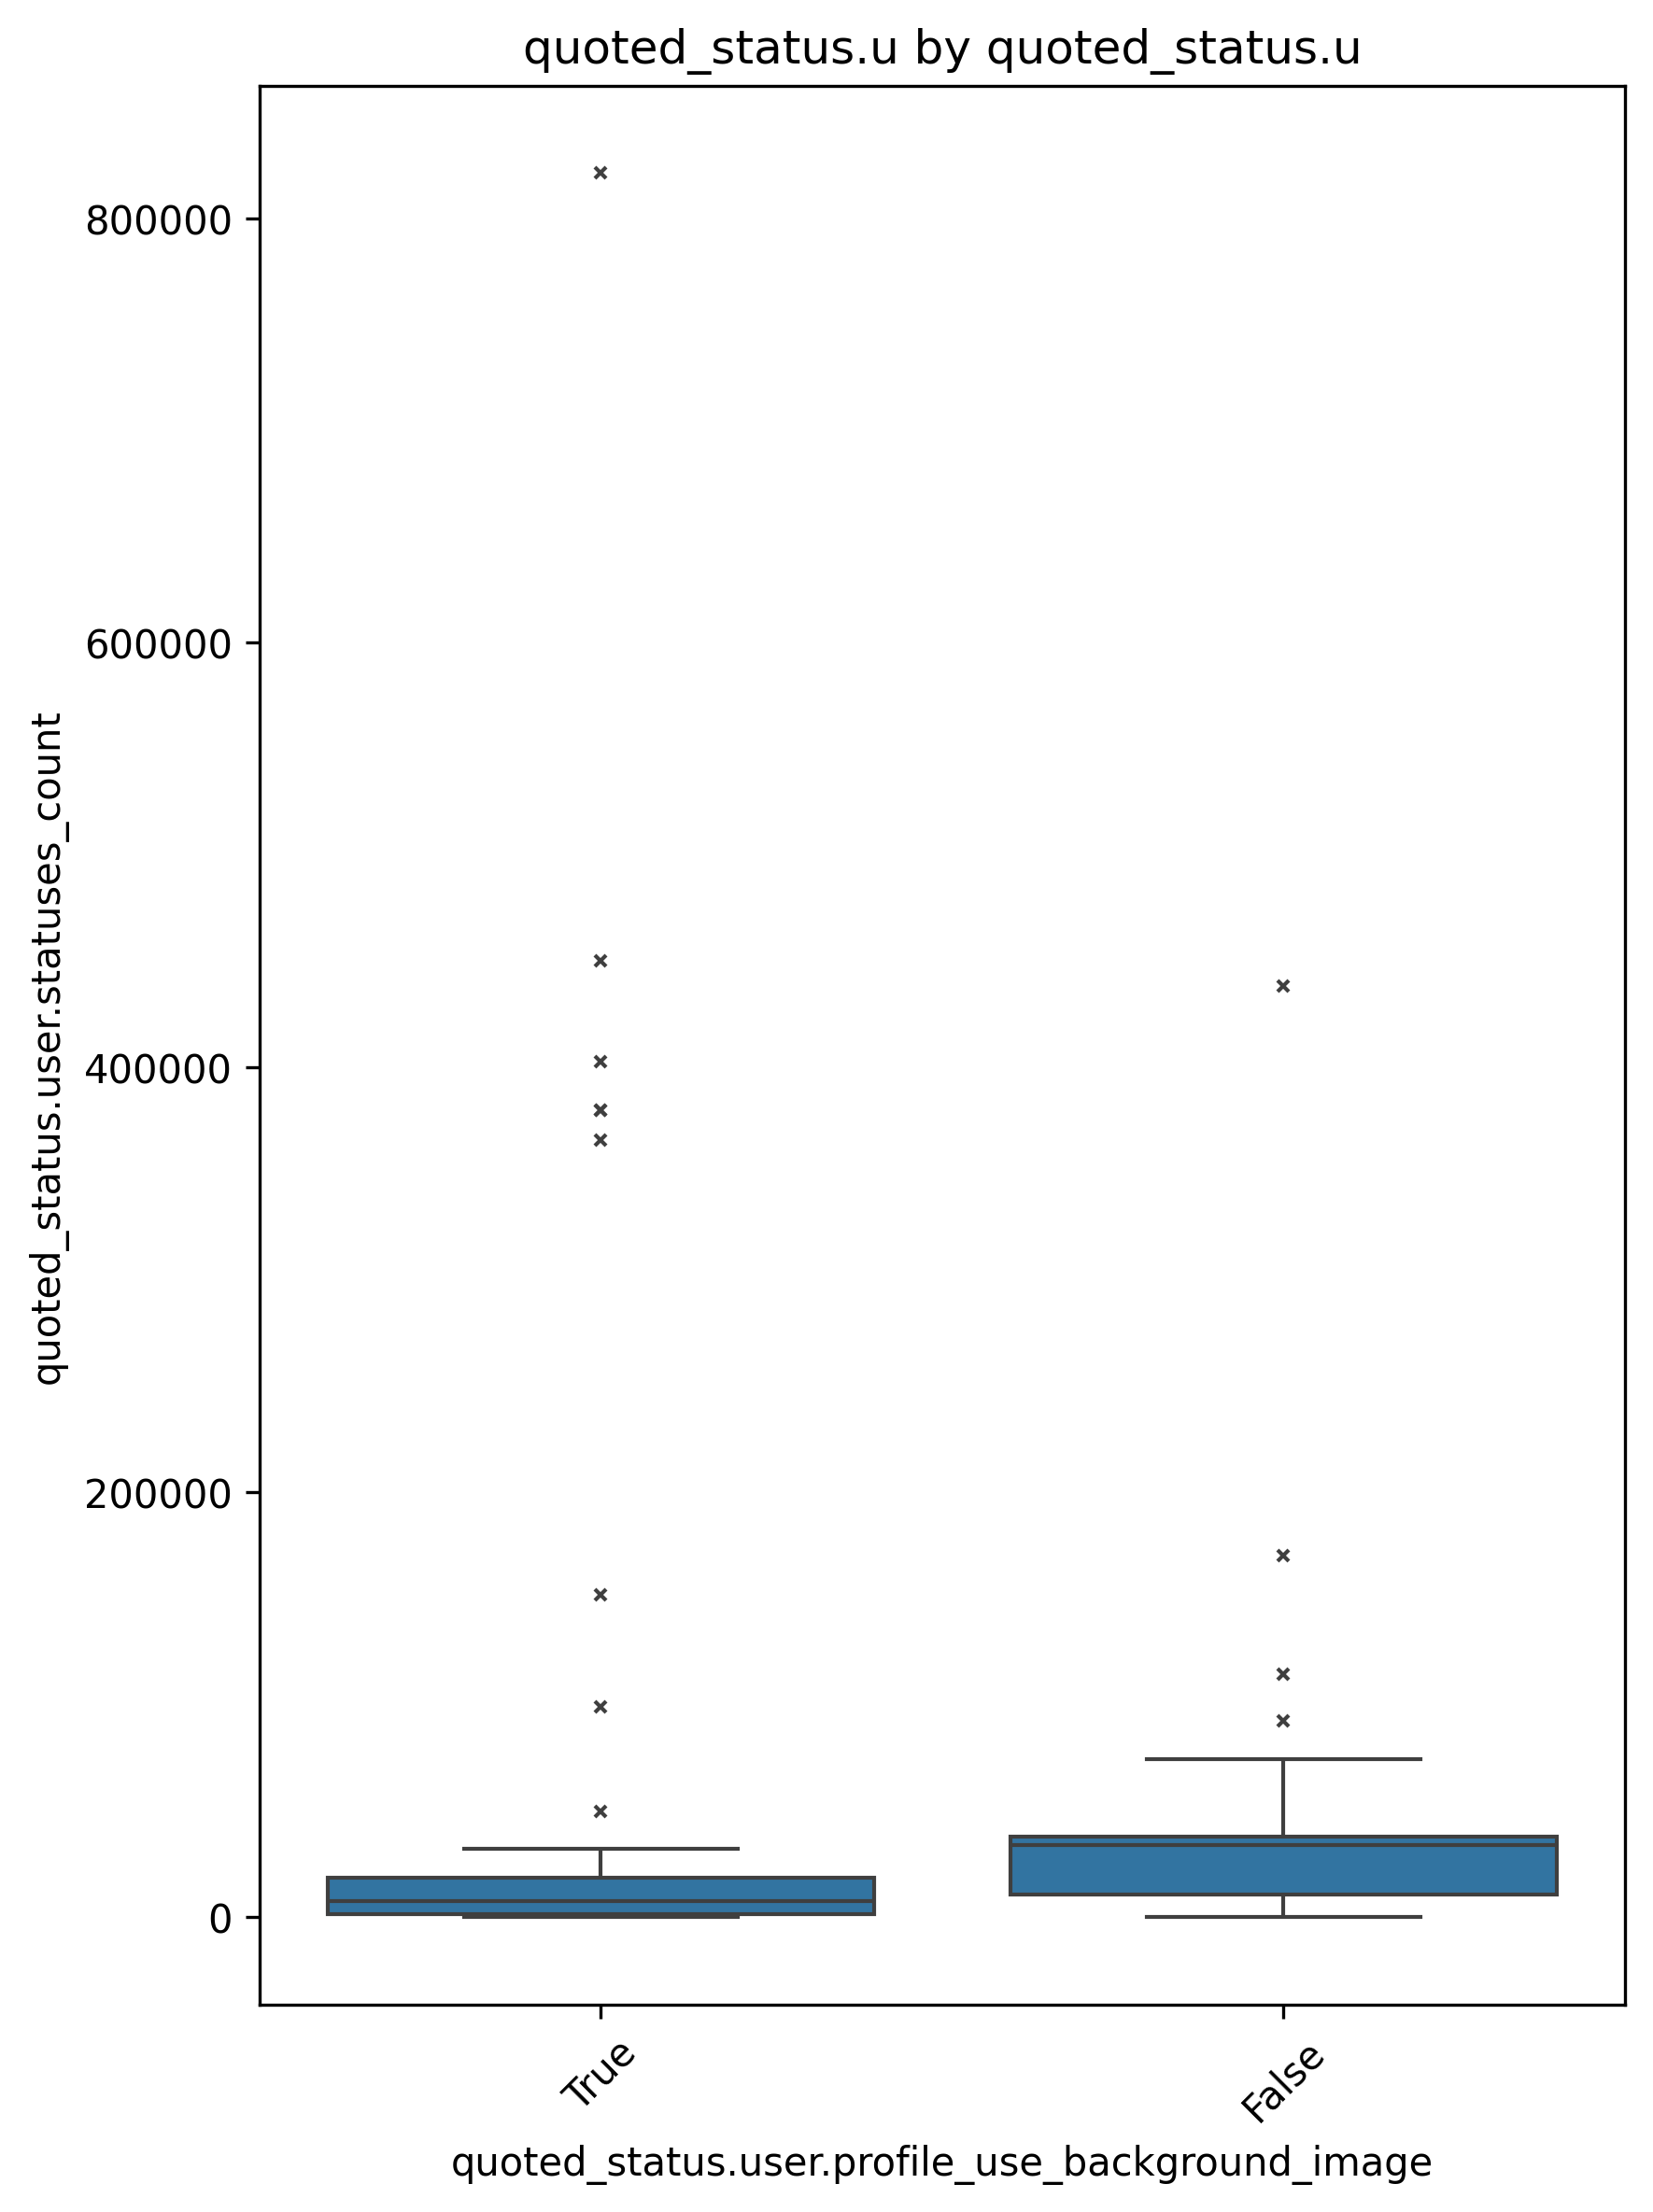 quoted_status.u by quoted_status.u
800000
600000
400000
200000
0
quoted_status.user.statuses_count
True
False
quoted_status.user.profile_use_background_image